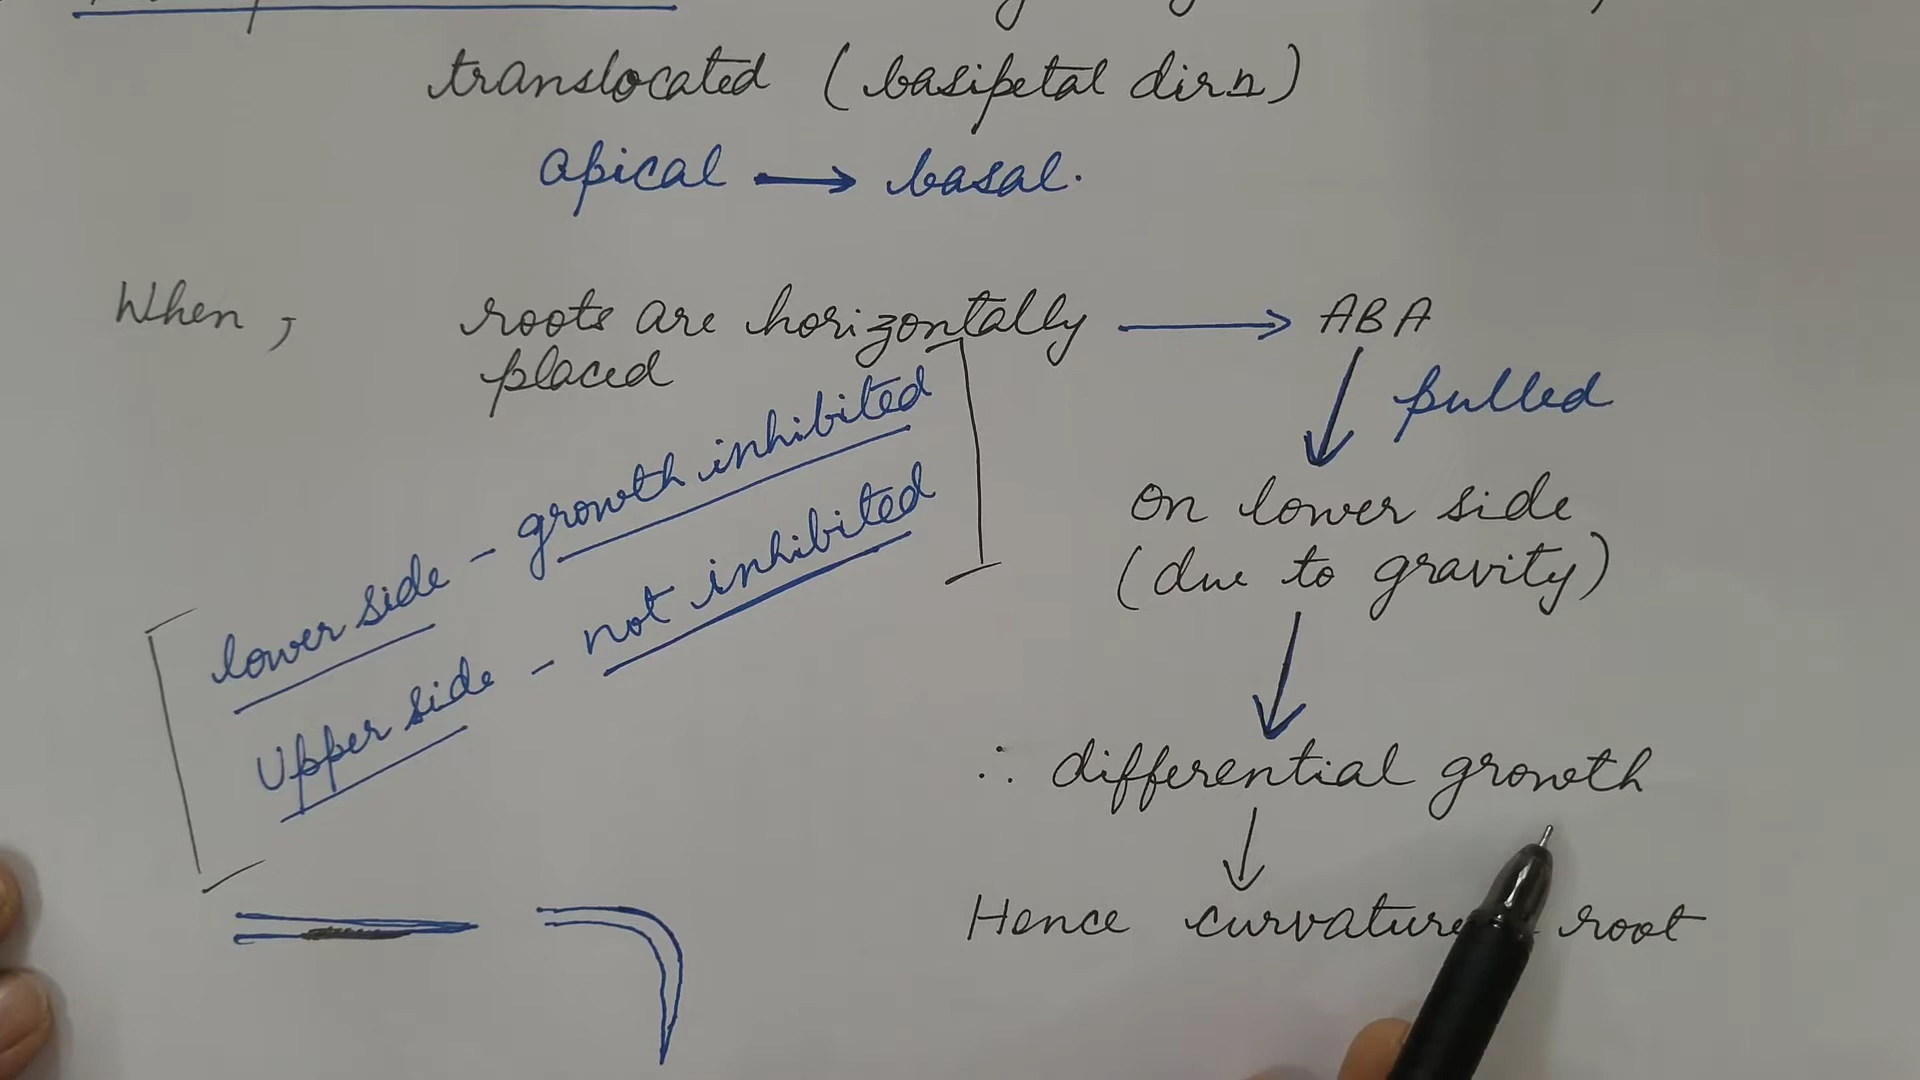 translocated (basipetal dirn)
apical → basal.
When, roots are horizontally → ABA
placed
pulled
on lower side
(due to gravity)
lower side - growth inhibited
Upper side - not inhibited
∴ differential growth
Hence curvature root